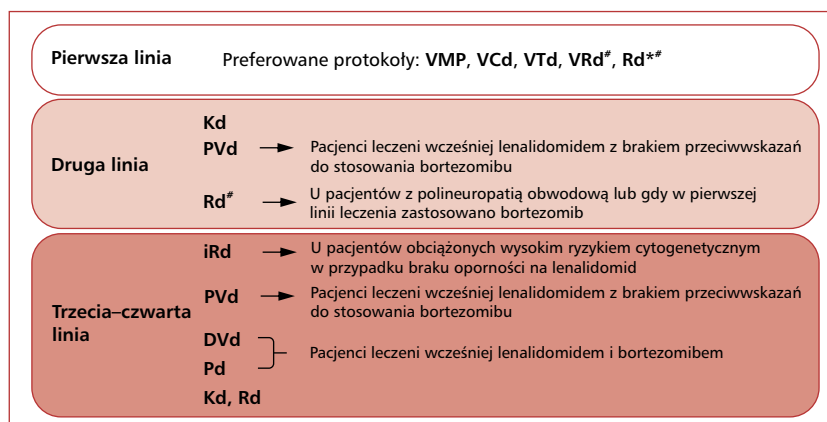 Pierwsza linia Preferowane protokoły: VMP, VCd, VTd, VRd#, Rd*#
Druga linia
Kd
PVd → Pacjenci leczeni wcześniej lenalidomidem z brakiem przeciwwskazań
do stosowania bortezomibu
Rd# → U pacjentów z polineuropatią obwodową lub gdy w pierwszej
linii leczenia zastosowano bortezomib
Trzecia–czwarta
linia
iRd → U pacjentów obciążonych wysokim ryzykiem cytogenetycznym
w przypadku braku oporności na lenalidomid
PVd → Pacjenci leczeni wcześniej lenalidomidem z brakiem przeciwwskazań
do stosowania bortezomibu
DVd
Pd
Pacjenci leczeni wcześniej lenalidomidem i bortezomibem
Kd, Rd